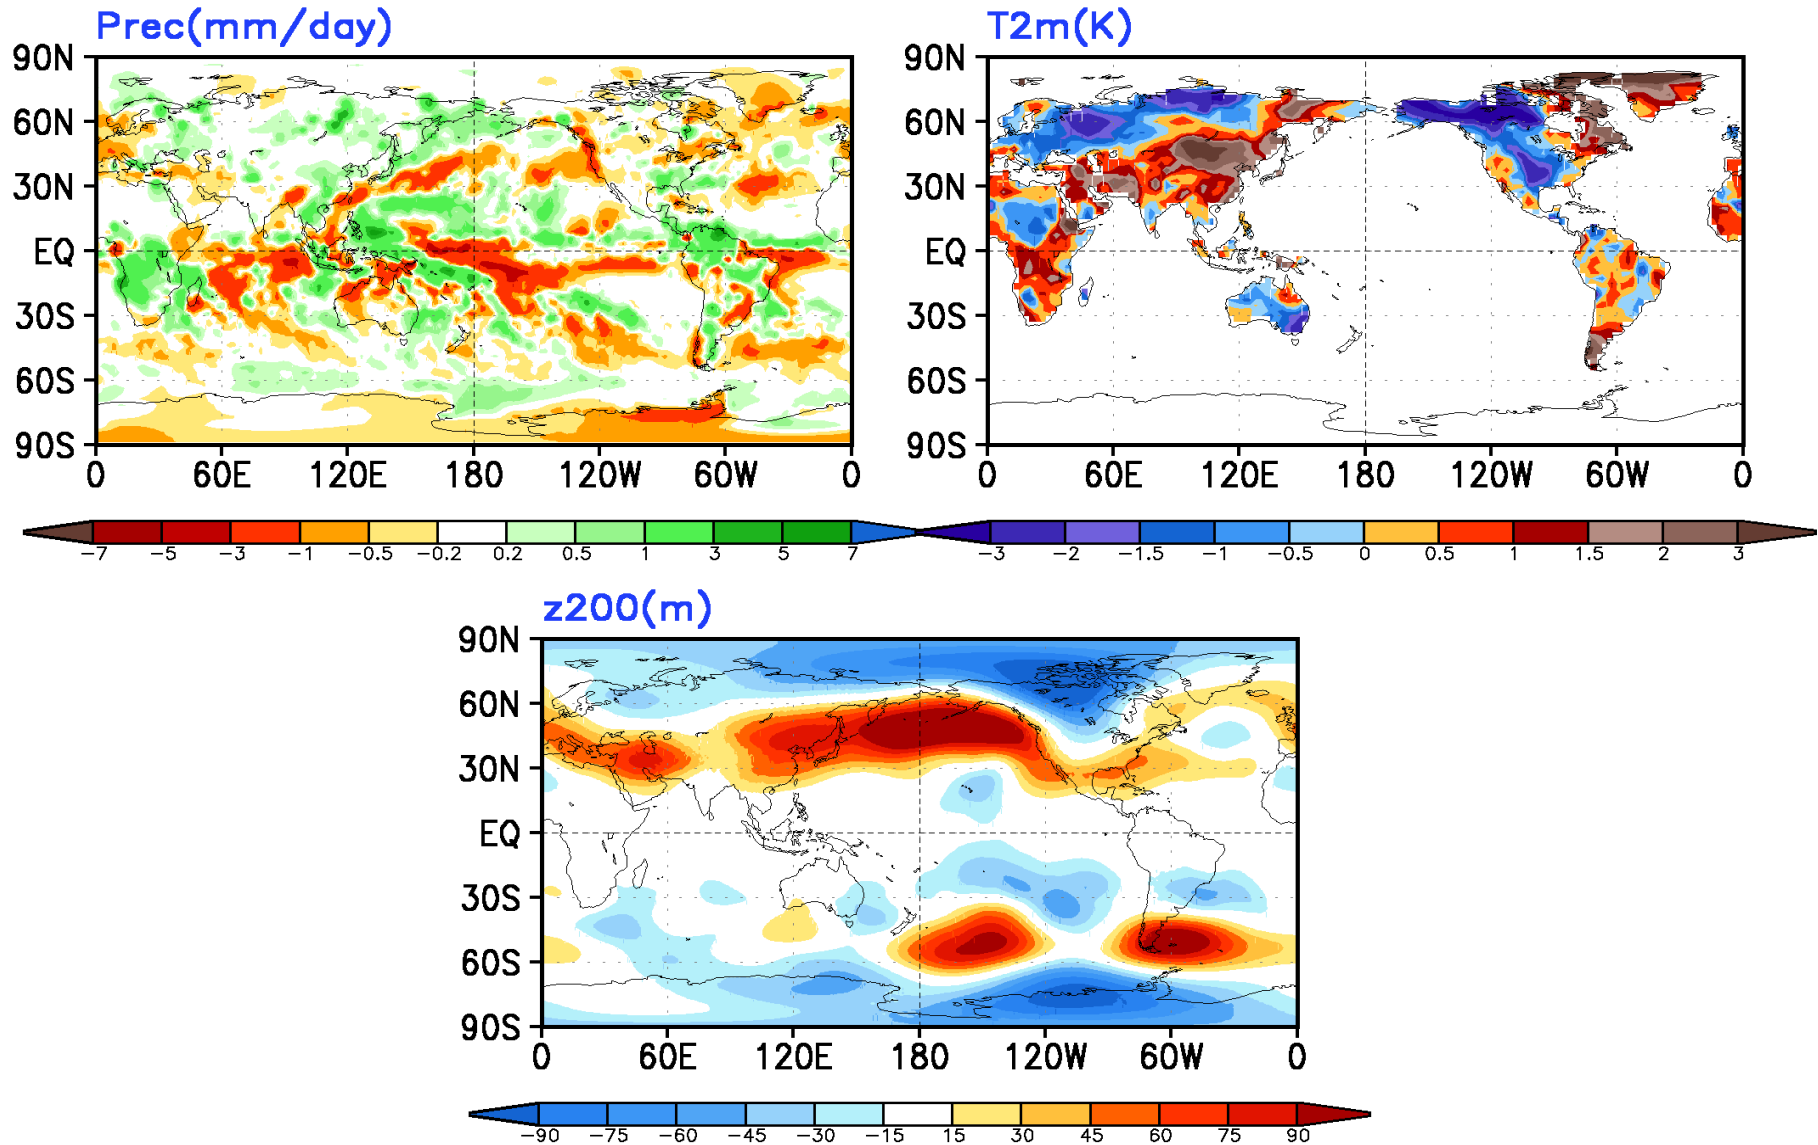 Prec(mm/day)
90N
60N
30N
EQ
30S
60S
90S
0 60E 120E 180 120W 60W 0
-7 -5 -3 -1 -0.5 -0.2 0.2 0.5 1 3 5 7
T2m(K)
90N
60N
30N
EQ
30S
60S
90S
0 60E 120E 180 120W 60W 0
-3 -2 -1.5 -1 -0.5 0 0.5 1 1.5 2 3
z200(m)
90N
60N
30N
EQ
30S
60S
90S
0 60E 120E 180 120W 60W 0
-90 -75 -60 -45 -30 -15 15 30 45 60 75 90